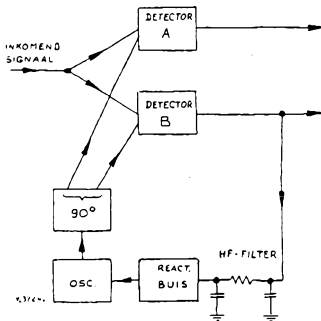 DETECTOR
A
INKOMEND
SIGNAAL
DETECTOR
B
90°
HF-FILTER
OSC.
REACT.
BUIS